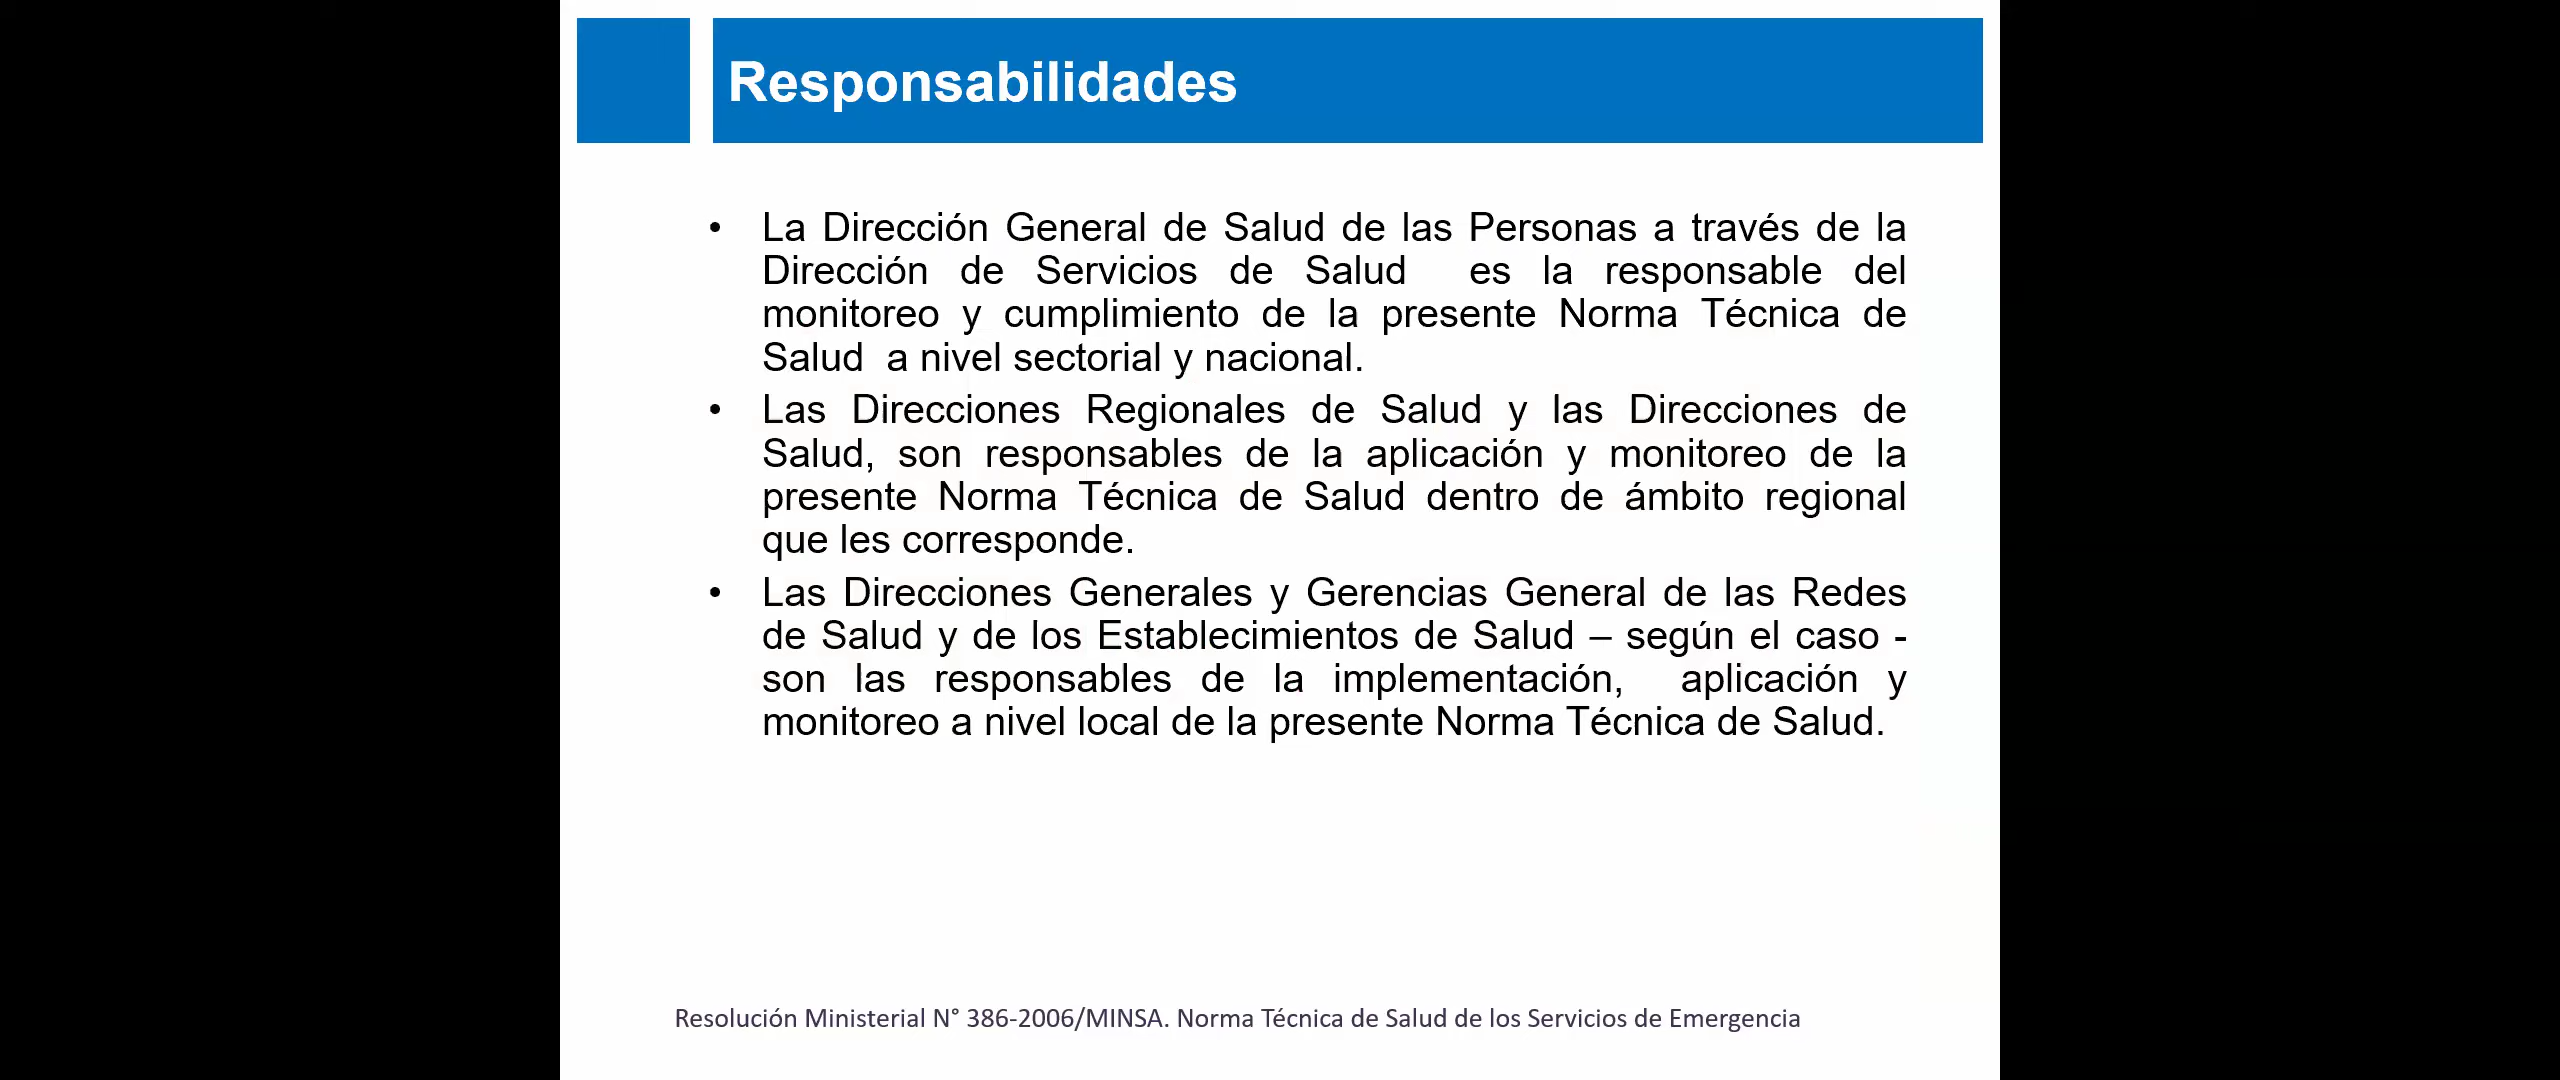 Responsabilidades
• La Dirección General de Salud de las Personas a través de la
Dirección de Servicios de Salud  es la responsable del
monitoreo y cumplimiento de la presente Norma Técnica de
Salud  a nivel sectorial y nacional.
• Las Direcciones Regionales de Salud y las Direcciones de
Salud, son responsables de la aplicación y monitoreo de la
presente Norma Técnica de Salud dentro de ámbito regional
que les corresponde.
• Las Direcciones Generales y Gerencias General de las Redes
de Salud y de los Establecimientos de Salud – según el caso -
son las responsables de la implementación,  aplicación y
monitoreo a nivel local de la presente Norma Técnica de Salud.
Resolución Ministerial N° 386-2006/MINSA. Norma Técnica de Salud de los Servicios de Emergencia